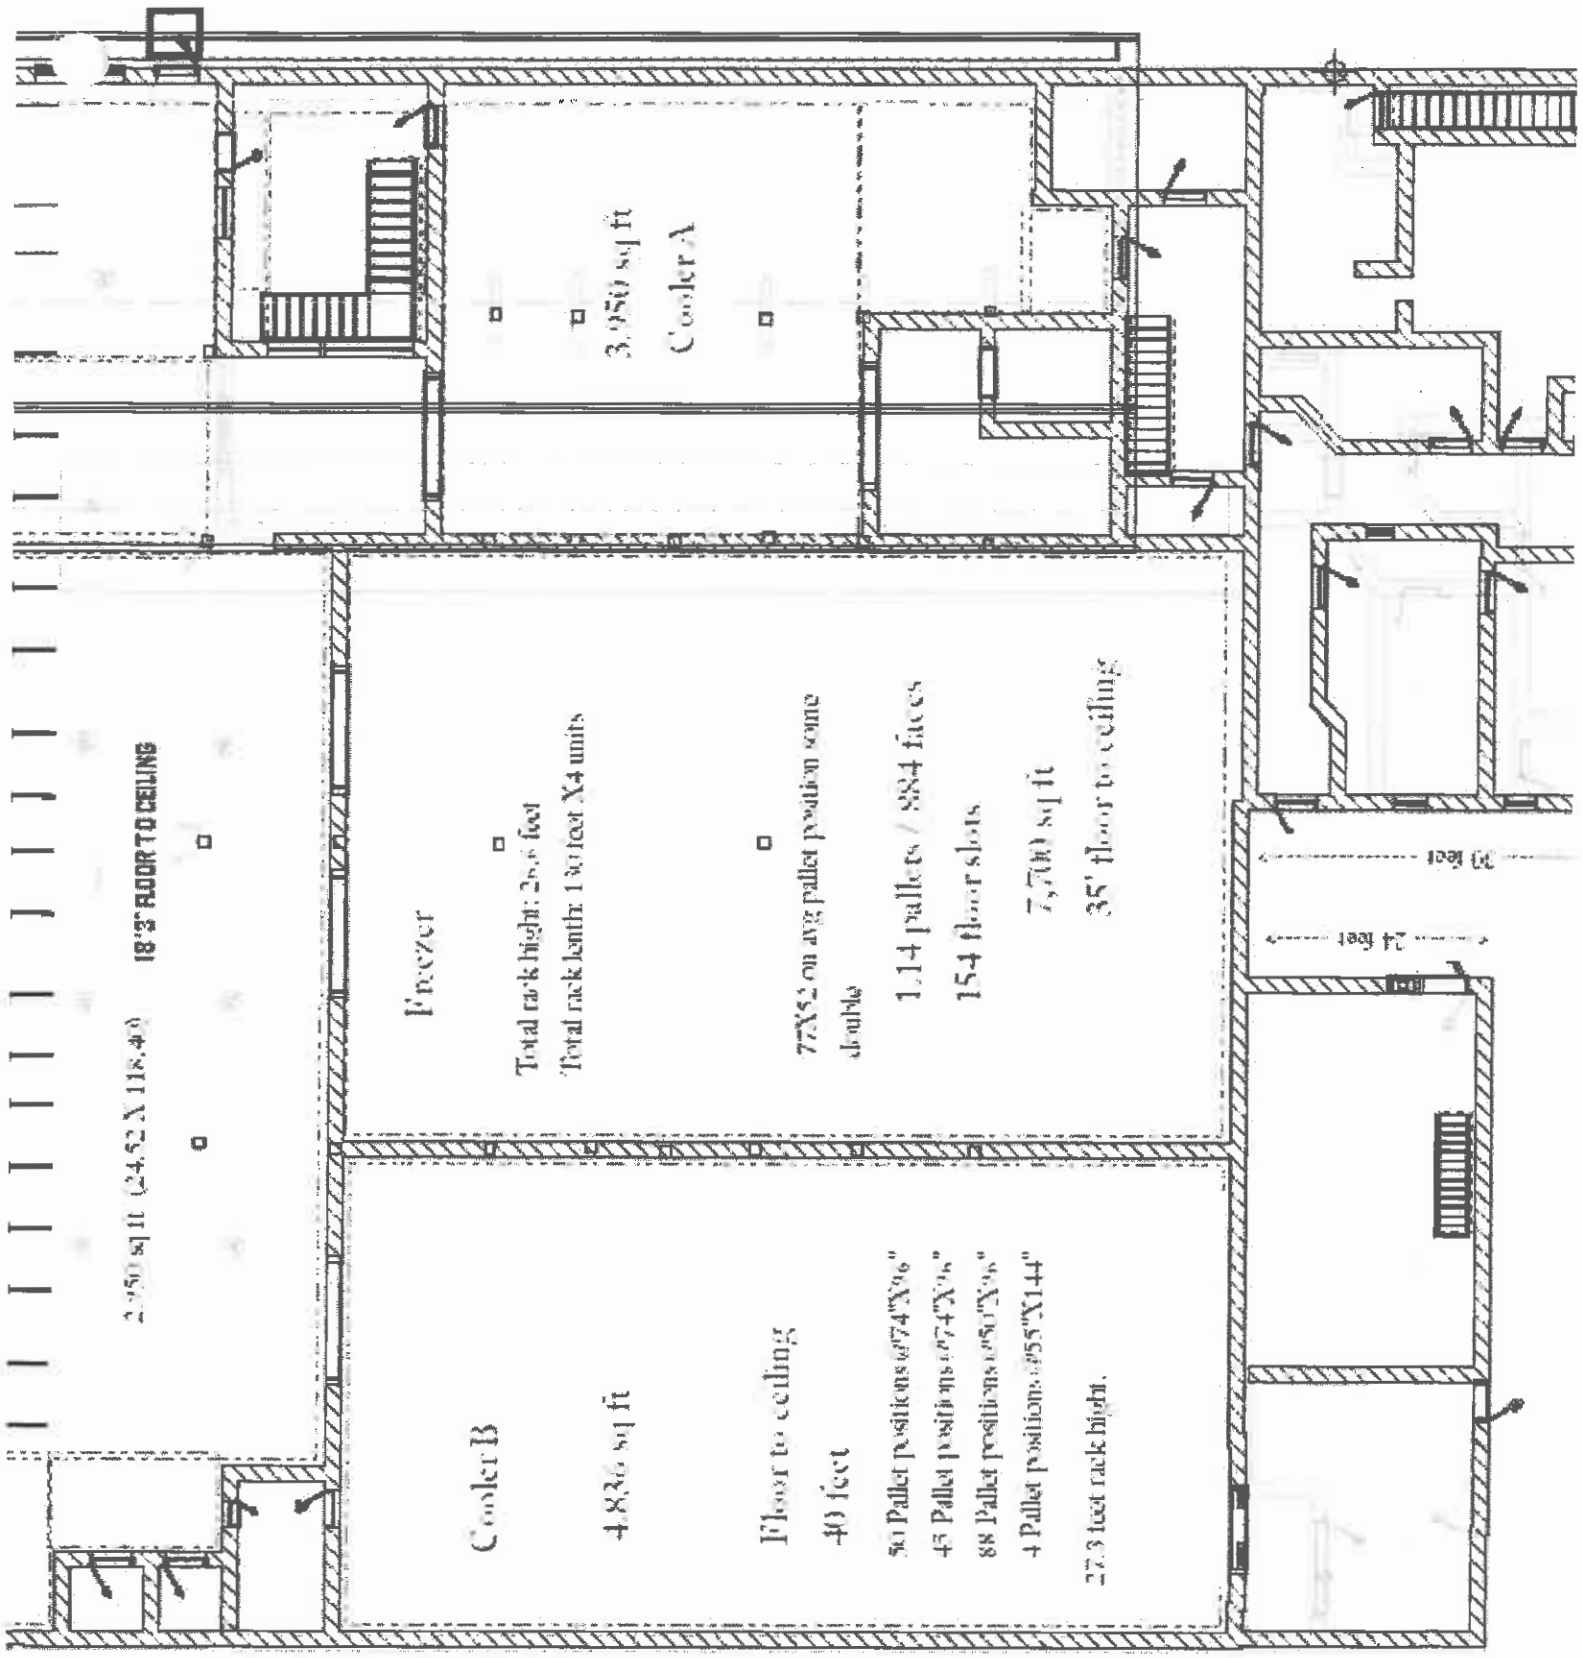 3,950 sq ft
Cooler A
18'3" FLOOR TO CEILING
2,950 sq ft (24.52 X 118.40)
Freezer
Total rack hight: 26.6 feet
Total rack lenth: 130 feet X4 units
77X52 on avg pallet position some
double
1.14 pallets / 884 faces
154 floor slots
7,700 sq ft
35' floor to ceiling
30 feet
24 feet
Cooler B
4,836 sq ft
Floor to ceiling
40 feet
50 Pallet positions@74"X96"
45 Pallet positions@74"X76"
88 Pallet positions@50"X96"
4 Pallet positions@55"X144"
27.3 feet rack hight.